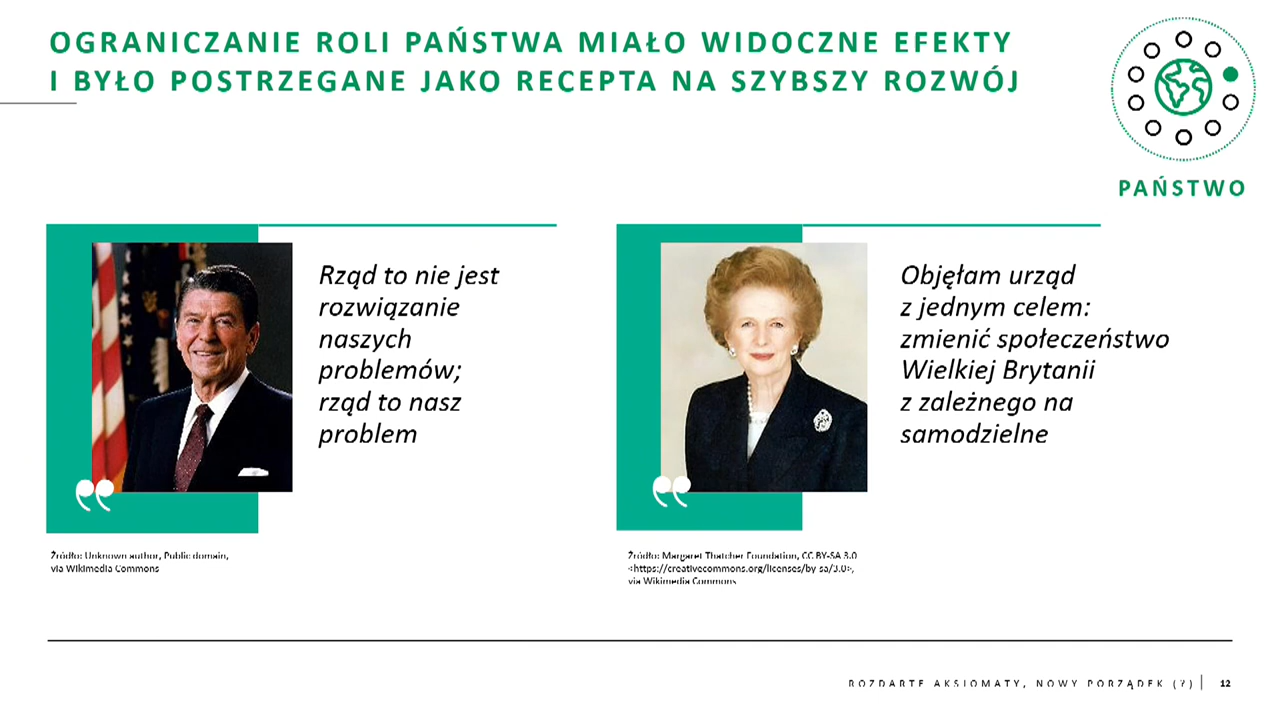 OGRANICZANIE ROLI PAŃSTWA MIAŁO WIDOCZNE EFEKTY
I BYŁO POSTRZEGANE JAKO RECEPTA NA SZYBSZY ROZWÓJ
PAŃSTWO
Rząd to nie jest
rozwiązanie
naszych
problemów;
rząd to nasz
problem
Źródło: Unknown author, Public domain,
via Wikimedia Commons
Objęłam urząd
z jednym celem:
zmienić społeczeństwo
Wielkiej Brytanii
z zależnego na
samodzielne
Źródło: Margaret Thatcher Foundation, CC BY-SA 3.0
<https://creativecommons.org/licenses/by-sa/3.0>,
via Wikimedia Commons
ROZDARTE AKSJOMATY, NOWY PORZĄDEK (?) | 12